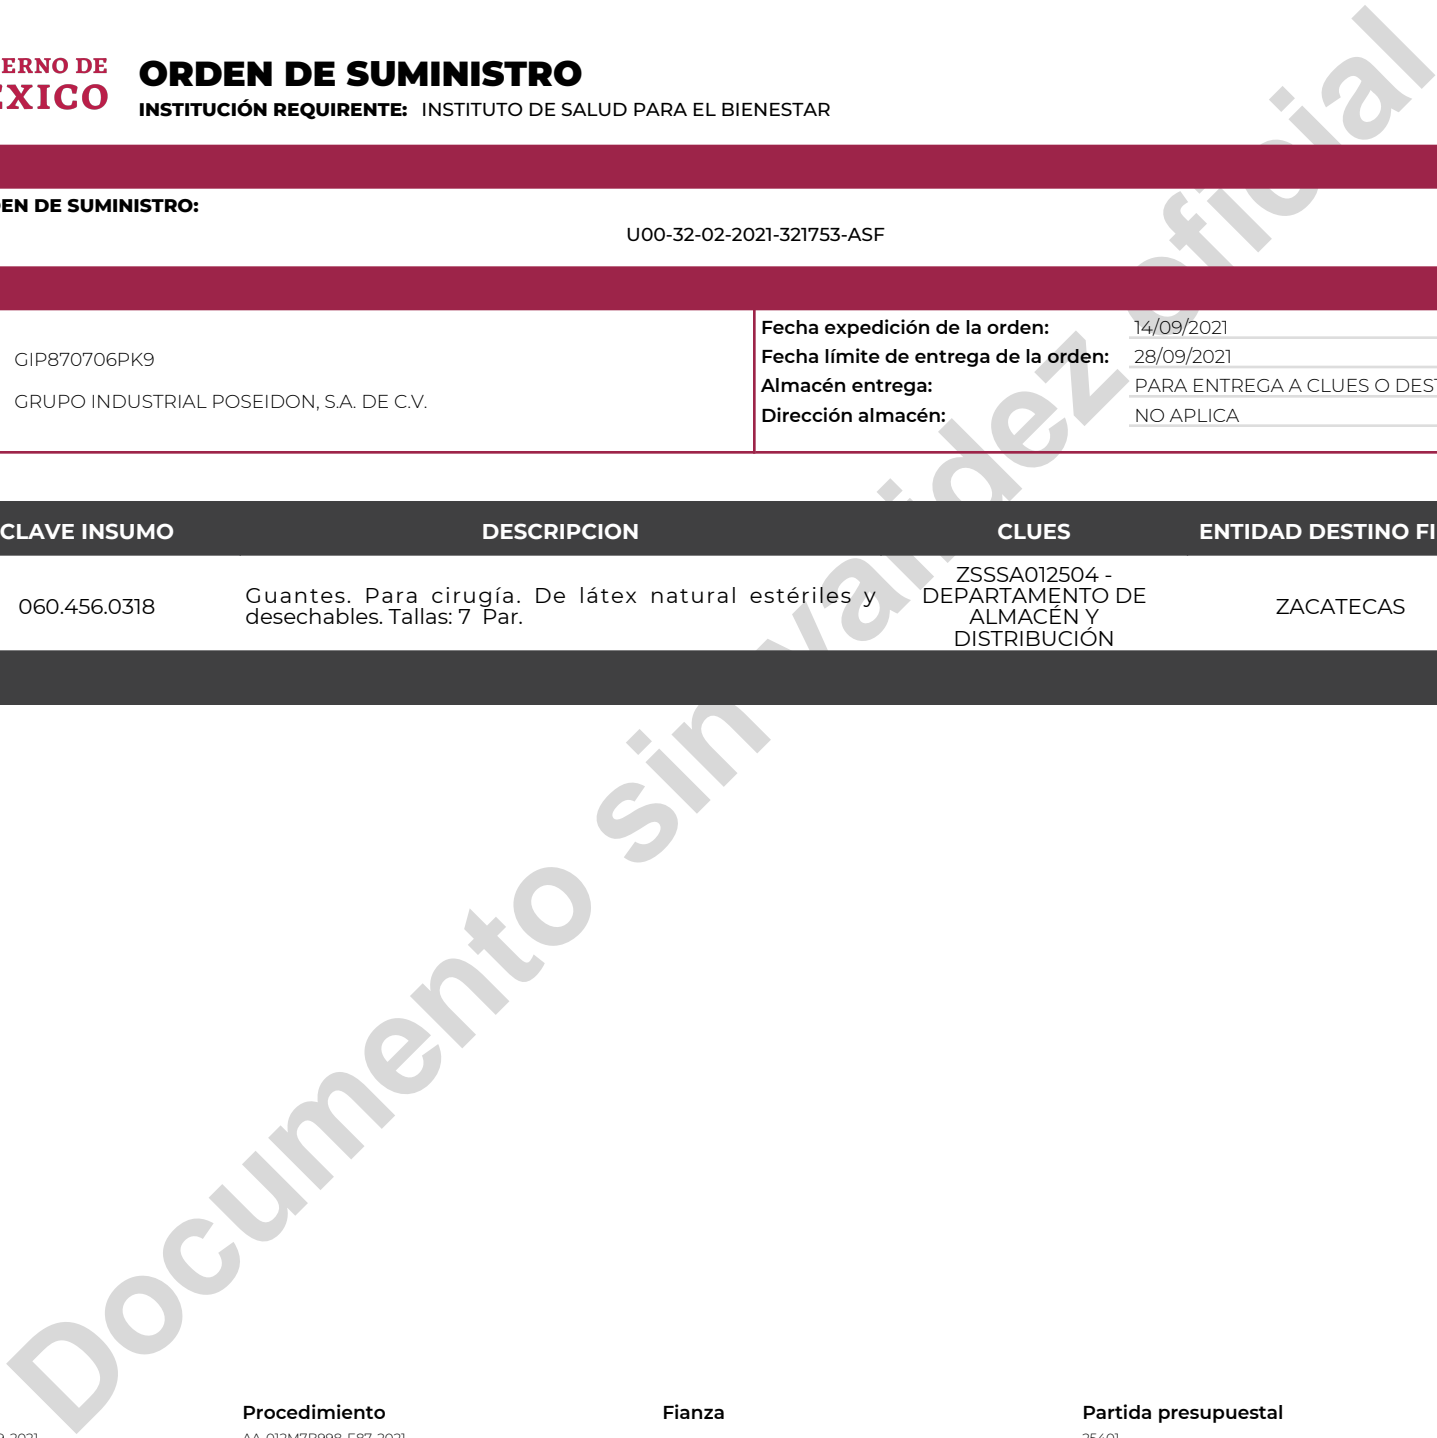 ERNO DE
EXICO
ORDEN DE SUMINISTRO
INSTITUCIÓN REQUIRENTE: INSTITUTO DE SALUD PARA EL BIENESTAR
EN DE SUMINISTRO:
U00-32-02-2021-321753-ASF
GIP870706PK9
GRUPO INDUSTRIAL POSEIDON, S.A. DE C.V.
Fecha expedición de la orden: 14/09/2021
Fecha límite de entrega de la orden: 28/09/2021
Almacén entrega: PARA ENTREGA A CLUES O DEST
Dirección almacén: NO APLICA
CLAVE INSUMO DESCRIPCION CLUES ENTIDAD DESTINO FI
060.456.0318
Guantes. Para cirugía. De látex natural estériles y
desechables. Tallas: 7 Par.
ZSSSA012504 -
DEPARTAMENTO DE
ALMACÉN Y
DISTRIBUCIÓN
ZACATECAS
Documento sin validez oficial
Procedimiento Fianza Partida presupuestal